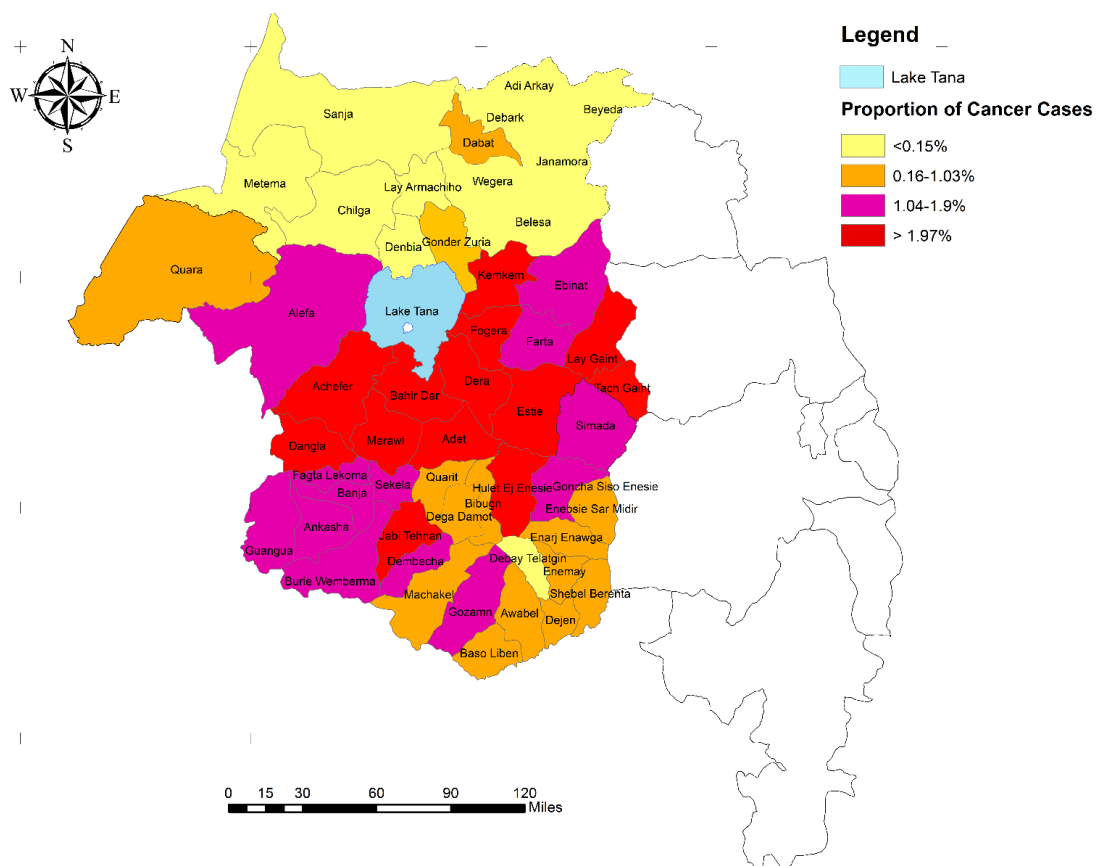 N
W E
S
Legend
Lake Tana
Proportion of Cancer Cases
<0.15%
0.16-1.03%
1.04-1.9%
> 1.97%
Adi Arkay
Beyeda
Sanja
Debark
Dabat
Janamora
Metema
Lay Armachiho
Wegera
Chilga
Belesa
Denbia
Gonder Zuria
Quara
Kemkem
Ebinat
Alefa
Lake Tana
Fogera
Farta
Lay Gaint
Achefer
Bahir Dar
Dera
Tach Gaint
Estie
Simada
Dangla
Merawi
Adet
Fagta Lekoma
Sekela
Quarit
Hulet Ej Enesie
Goncha Siso Enesie
Banja
Bibugn
Enebsie Sar Midir
Ankasha
Dega Damot
Jabi Tehnan
Enarj Enawga
Guangua
Dembecha
Debay Telatgin
Enemay
Burie Wemberma
Machakel
Shebel Berenta
Gozamn
Awabel
Dejen
Baso Liben
0 15 30 60 90 120
Miles